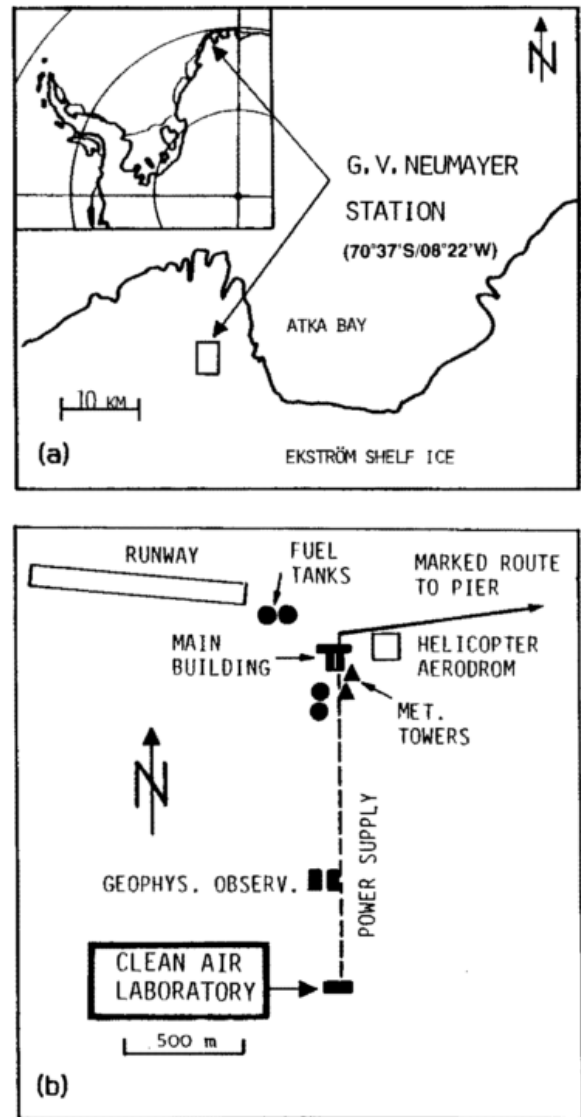 N
G.V. NEUMAYER
STATION
(70°37'S/08°22'W)
ATKA BAY
10 KM
(a)
EKSTRÖM SHELF ICE
RUNWAY
FUEL
TANKS
MARKED ROUTE
TO PIER
MAIN
BUILDING
HELICOPTER
AERODROM
MET.
TOWERS
N
POWER SUPPLY
GEOPHYS. OBSERV.
CLEAN AIR
LABORATORY
500 m
(b)